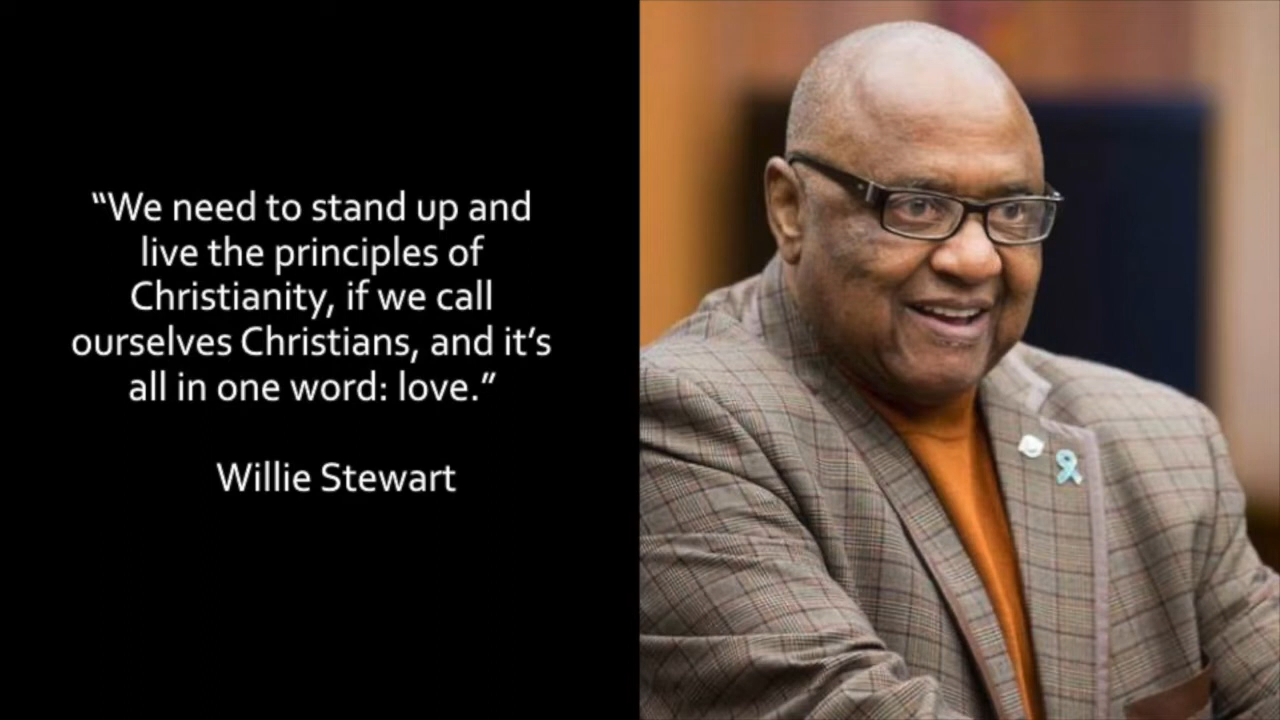 “We need to stand up and
live the principles of
Christianity, if we call
ourselves Christians, and it’s
all in one word: love.”
Willie Stewart